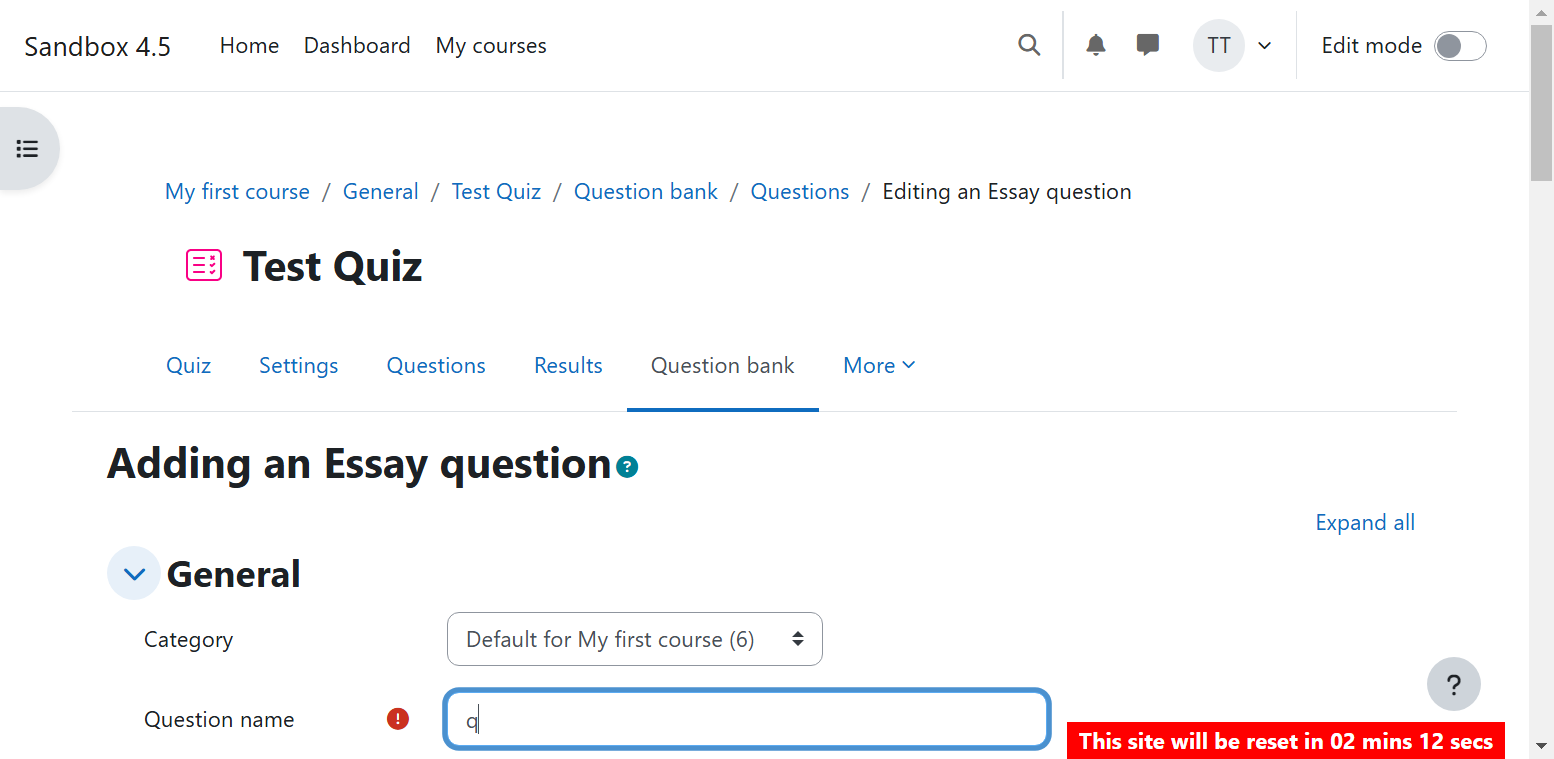 Sandbox 4.5 Home Dashboard My courses TT Edit mode
My first course / General / Test Quiz / Question bank / Questions / Editing an Essay question
Test Quiz
Quiz Settings Questions Results Question bank More
Adding an Essay question ?
Expand all
General
Category Default for My first course (6)
?
Question name ! q
This site will be reset in 02 mins 12 secs